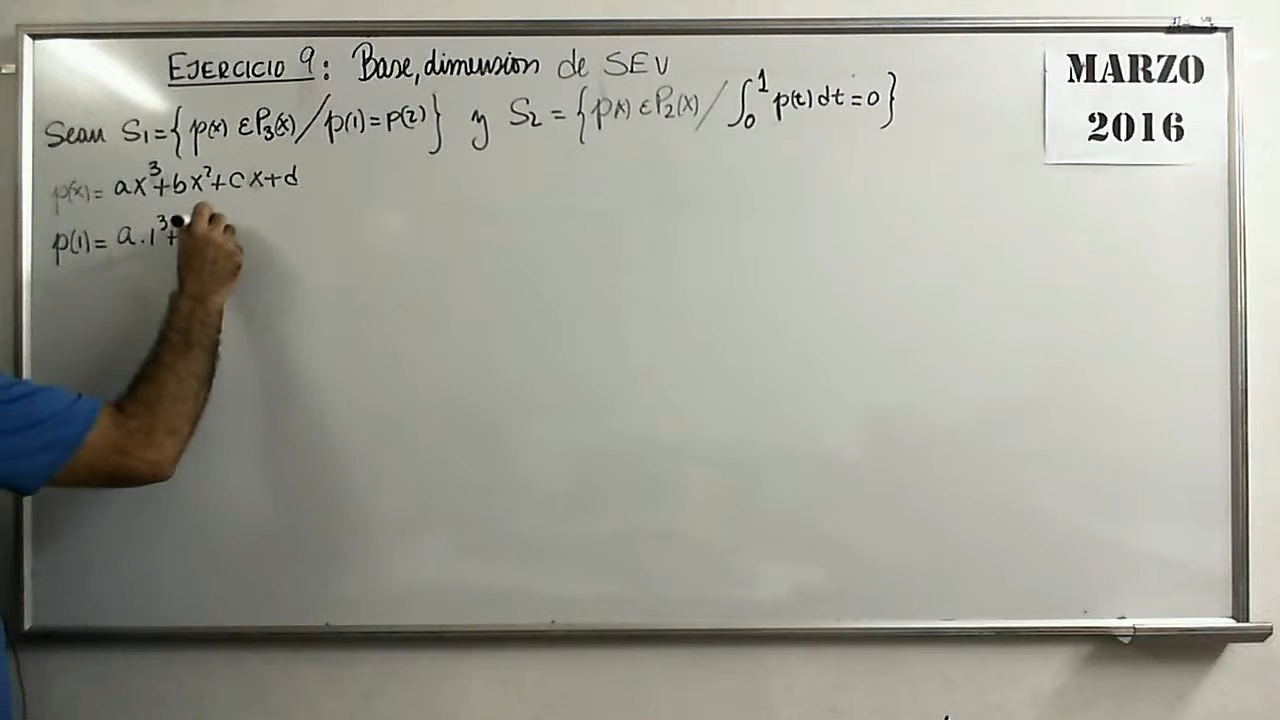 EJERCICIO 9: Base, dimension de SEV
Sean S₁={p(x) ∈ P₃(x) / p(1)=p(2)} y S₂={p(x) ∈ P₂(x) / ∫₀¹ p(t)dt=0}
p(x)= ax³+bx²+cx+d
p(1)= a.1³+
MARZO
2016